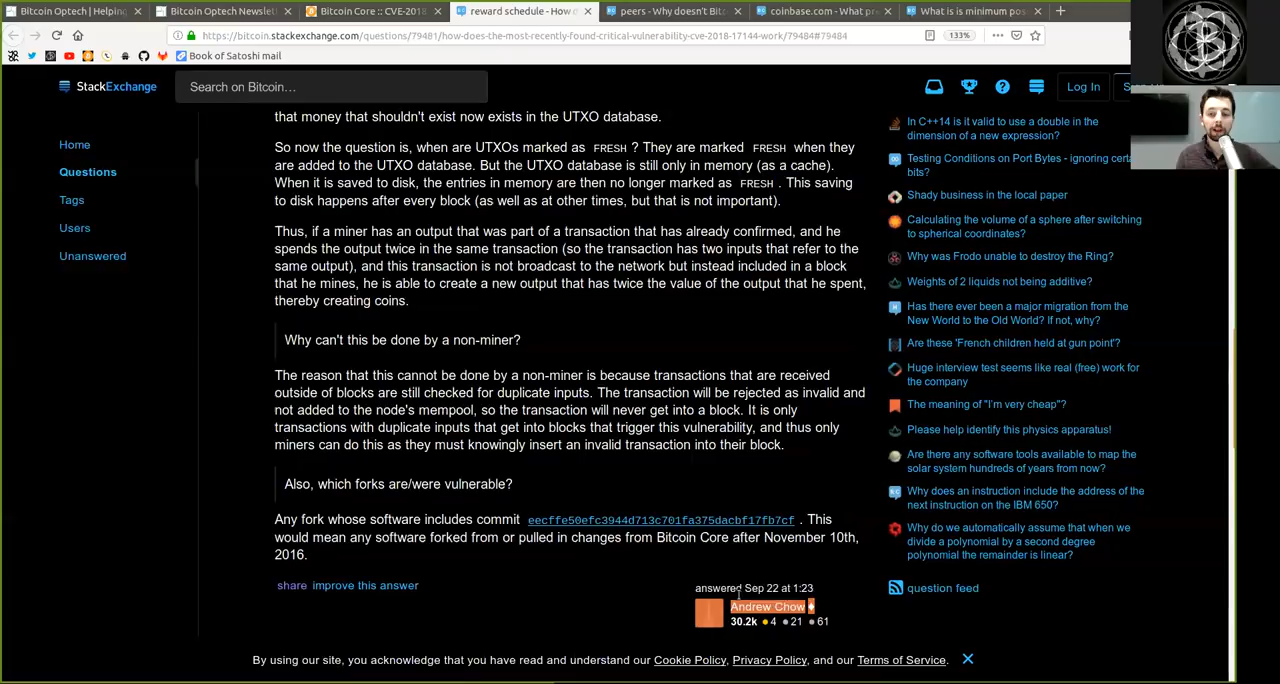 Bitcoin Optech | Helping
Bitcoin Optech Newslet
Bitcoin Core :: CVE-2018
reward schedule - How d
peers - Why doesn't Bitc
coinbase.com - What pre
What is is minimum pos
https://bitcoin.stackexchange.com/questions/79481/how-does-the-most-recently-found-critical-vulnerability-cve-2018-17144-work/79484#79484
133%
Book of Satoshi mail
StackExchange
Search on Bitcoin…
Log In
Home
Questions
Tags
Users
Unanswered
that money that shouldn't exist now exists in the UTXO database.
So now the question is, when are UTXOs marked as FRESH ? They are marked FRESH when they
are added to the UTXO database. But the UTXO database is still only in memory (as a cache).
When it is saved to disk, the entries in memory are then no longer marked as FRESH . This saving
to disk happens after every block (as well as at other times, but that is not important).
Thus, if a miner has an output that was part of a transaction that has already confirmed, and he
spends the output twice in the same transaction (so the transaction has two inputs that refer to the
same output), and this transaction is not broadcast to the network but instead included in a block
that he mines, he is able to create a new output that has twice the value of the output that he spent,
thereby creating coins.
Why can't this be done by a non-miner?
The reason that this cannot be done by a non-miner is because transactions that are received
outside of blocks are still checked for duplicate inputs. The transaction will be rejected as invalid and
not added to the node's mempool, so the transaction will never get into a block. It is only
transactions with duplicate inputs that get into blocks that trigger this vulnerability, and thus only
miners can do this as they must knowingly insert an invalid transaction into their block.
Also, which forks are/were vulnerable?
Any fork whose software includes commit eecffe50efc3944d713c701fa375dacbf17fb7cf . This
would mean any software forked from or pulled in changes from Bitcoin Core after November 10th,
2016.
share improve this answer
answered Sep 22 at 1:23
Andrew Chow ♦
30.2k 4 21 61
In C++14 is it valid to use a double in the
dimension of a new expression?
Testing Conditions on Port Bytes - ignoring certa
bits?
Shady business in the local paper
Calculating the volume of a sphere after switching
to spherical coordinates?
Why was Frodo unable to destroy the Ring?
Weights of 2 liquids not being additive?
Has there ever been a major migration from the
New World to the Old World? If not, why?
Are these 'French children held at gun point'?
Huge interview test seems like real (free) work for
the company
The meaning of "I'm very cheap"?
Please help identify this physics apparatus!
Are there any software tools available to map the
solar system hundreds of years from now?
Why does an instruction include the address of the
next instruction on the IBM 650?
Why do we automatically assume that when we
divide a polynomial by a second degree
polynomial the remainder is linear?
question feed
By using our site, you acknowledge that you have read and understand our Cookie Policy, Privacy Policy, and our Terms of Service.